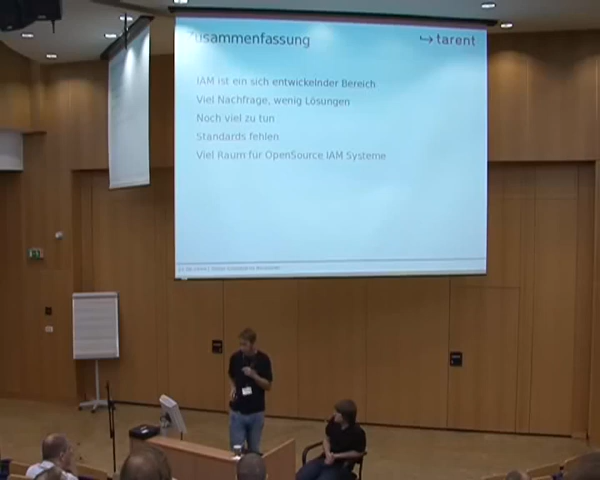 Zusammenfassung
tarent
IAM ist ein sich entwickelnder Bereich
Viel Nachfrage, wenig Lösungen
Noch viel zu tun
Standards fehlen
Viel Raum für OpenSource IAM Systeme